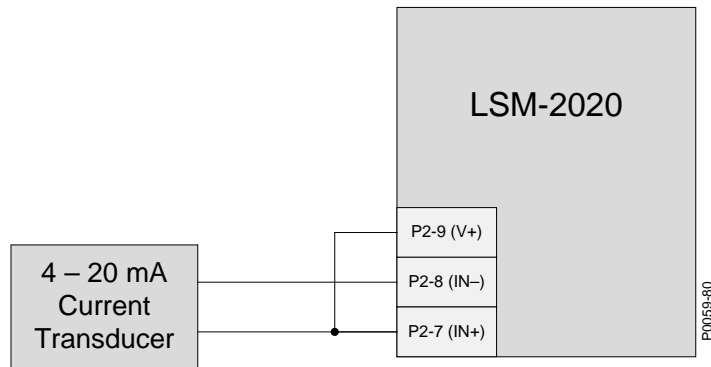 LSM-2020
P2-9 (V+)
P2-8 (IN–)
P2-7 (IN+)
4 – 20 mA
Current
Transducer
P0059-80